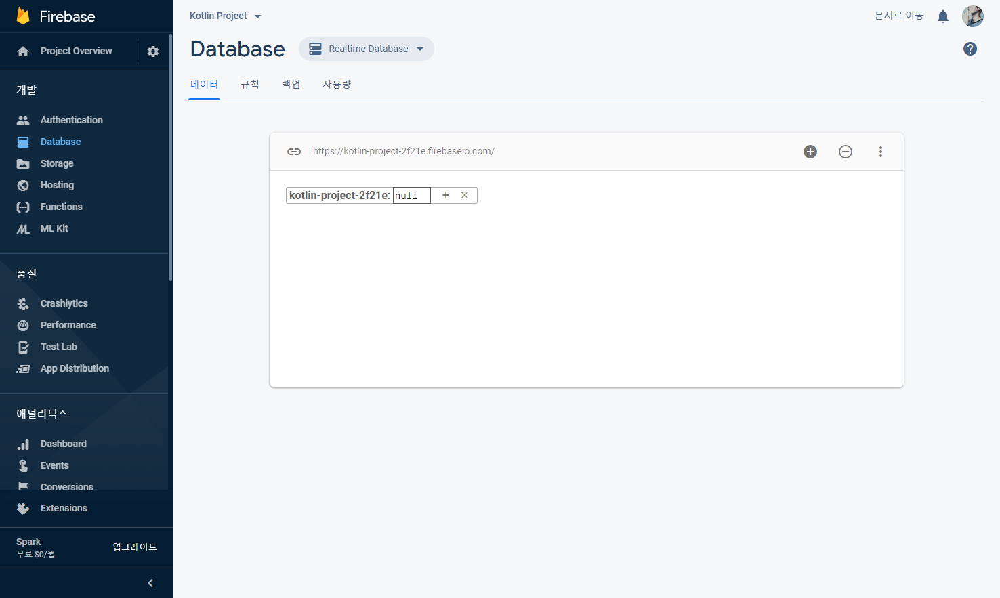 Firebase
Project Overview
개발
Authentication
Database
Storage
Hosting
Functions
ML Kit
품질
Crashlytics
Performance
Test Lab
App Distribution
애널리틱스
Dashboard
Events
Conversions
Extensions
Spark
무료 $0/월
업그레이드
Kotlin Project
문서로 이동
Database
Realtime Database
데이터
규칙
백업
사용량
https://kotlin-project-2f21e.firebaseio.com/
kotlin-project-2f21e: null